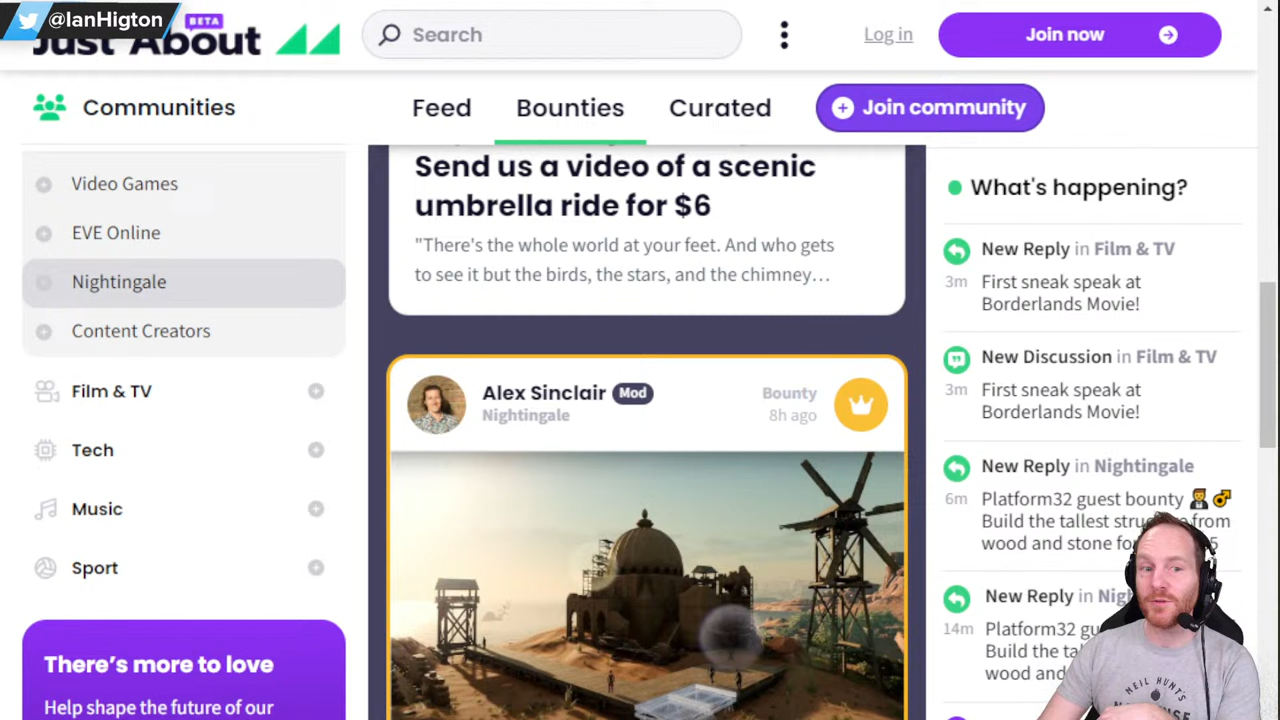 @IanHigton
BETA
Just About
Search
Log in
Join now
Communities
Feed
Bounties
Curated
Join community
Video Games
EVE Online
Nightingale
Content Creators
Film & TV
Tech
Music
Sport
There's more to love
Help shape the future of our
Send us a video of a scenic
umbrella ride for $6
"There's the whole world at your feet. And who gets
to see it but the birds, the stars, and the chimney…
Alex Sinclair Mod
Nightingale
Bounty
8h ago
What's happening?
New Reply in Film & TV
3m
First sneak speak at
Borderlands Movie!
New Discussion in Film & TV
3m
First sneak speak at
Borderlands Movie!
New Reply in Nightingale
6m
Platform32 guest bounty
Build the tallest from
wood and stone
New Reply in
14m
Platform32
Build the
wood and
NEIL HUNT'S